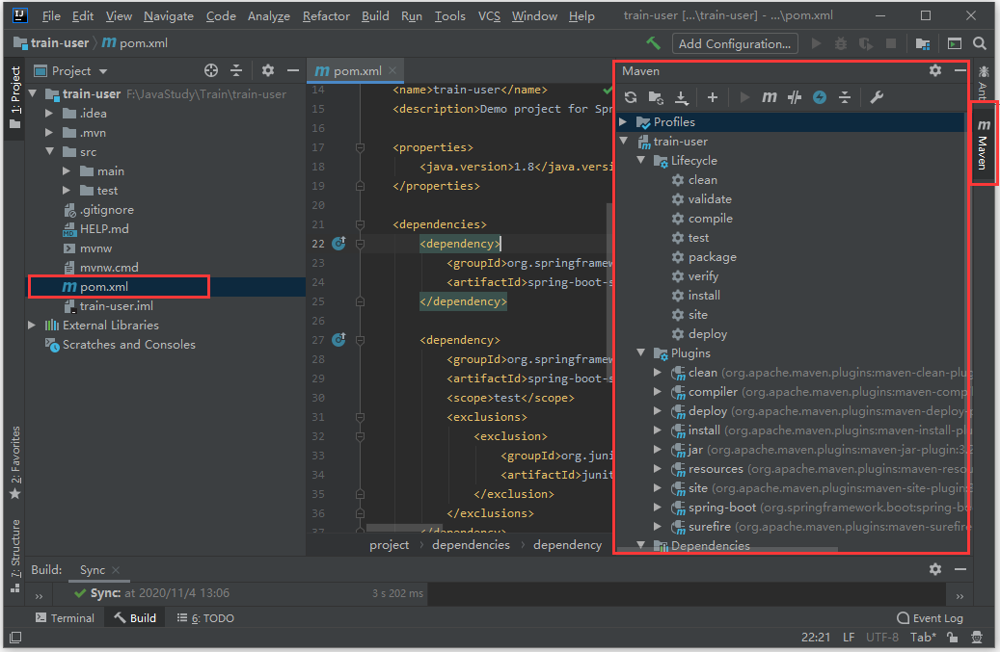 File Edit View Navigate Code Analyze Refactor Build Run Tools VCS Window Help train-user [...\train-user] - ...\pom.xml
train-user m pom.xml Add Configuration...
1: Project
Project
train-user F:\JavaStudy\Train\train-user
.idea
.mvn
src
main
test
.gitignore
HELP.md
mvnw
mvnw.cmd
m pom.xml
train-user.iml
External Libraries
Scratches and Consoles
2: Favorites
7: Structure
m pom.xml
14 <name>train-user</name>
15 <description>Demo project for Spr
16
17 <properties>
18 <java.version>1.8</java.versi
19 </properties>
20
21 <dependencies>
22 <dependency>
23 <groupId>org.springframew
24 <artifactId>spring-boot-s
25 </dependency>
26
27 <dependency>
28 <groupId>org.springframew
29 <artifactId>spring-boot-s
30 <scope>test</scope>
31 <exclusions>
32 <exclusion>
33 <groupId>org.juni
34 <artifactId>junit
35 </exclusion>
36 </exclusions>
37 </dependency>
project › dependencies › dependency
Maven
m
Profiles
train-user
Lifecycle
clean
validate
compile
test
package
verify
install
site
deploy
Plugins
clean (org.apache.maven.plugins:maven-clean-plug
compiler (org.apache.maven.plugins:maven-compil
deploy (org.apache.maven.plugins:maven-deploy-p
install (org.apache.maven.plugins:maven-install-plu
jar (org.apache.maven.plugins:maven-jar-plugin:3.2
resources (org.apache.maven.plugins:maven-resou
site (org.apache.maven.plugins:maven-site-plugin:
spring-boot (org.springframework.boot:spring-bo
surefire (org.apache.maven.plugins:maven-surefire
Dependencies
Ant
m Maven
Build: Sync
Sync: at 2020/11/4 13:06 3 s 202 ms
Terminal Build 6: TODO Event Log
22:21 LF UTF-8 Tab*